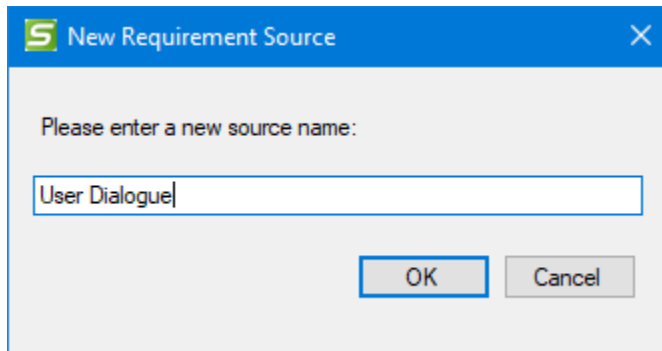 New Requirement Source
Please enter a new source name:
User Dialogue
OK Cancel